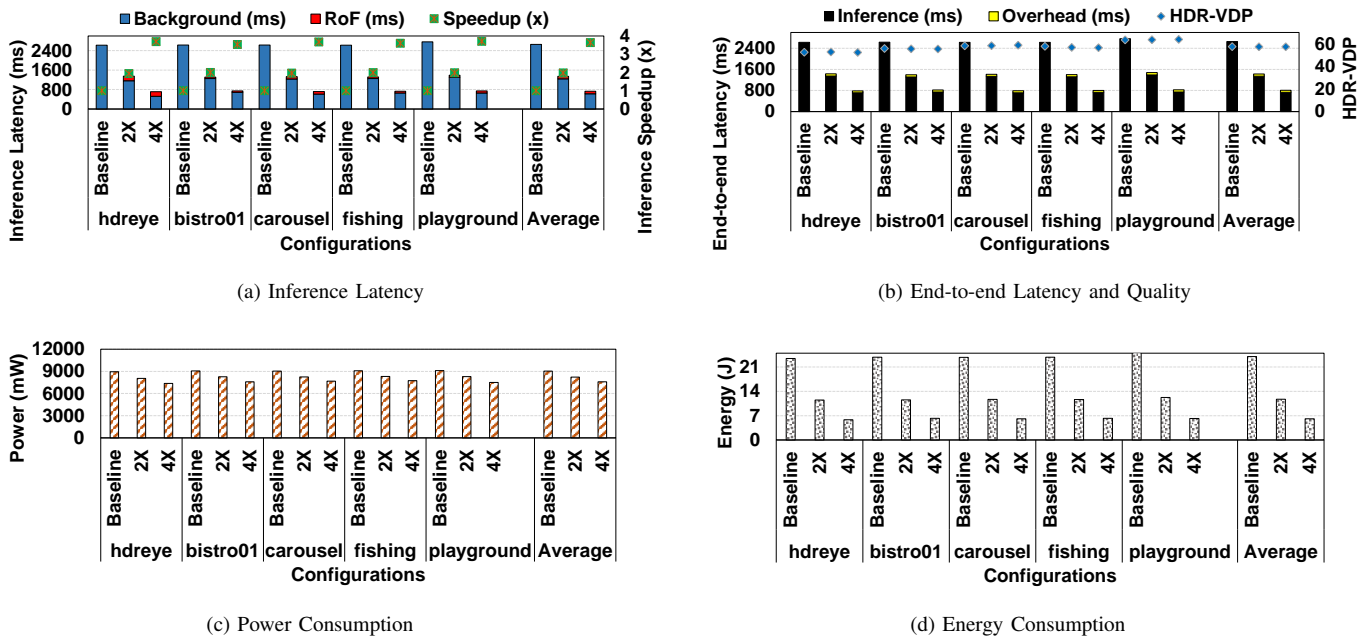 Background (ms) RoF (ms) Speedup (x)
Inference Latency (ms)
2400
1600
800
0
4
3
2
1
0
Inference Speedup (x)
Baseline 2X 4X Baseline 2X 4X Baseline 2X 4X Baseline 2X 4X Baseline 2X 4X Baseline 2X 4X
hdreye bistro01 carousel fishing playground Average
Configurations
(a) Inference Latency
Inference (ms) Overhead (ms) HDR-VDP
End-to-end Latency (ms)
2400
1600
800
0
60
40
20
0
HDR-VDP
Baseline 2X 4X Baseline 2X 4X Baseline 2X 4X Baseline 2X 4X Baseline 2X 4X Baseline 2X 4X
hdreye bistro01 carousel fishing playground Average
Configurations
(b) End-to-end Latency and Quality
Power (mW)
12000
9000
6000
3000
0
Baseline 2X 4X Baseline 2X 4X Baseline 2X 4X Baseline 2X 4X Baseline 2X 4X Baseline 2X 4X
hdreye bistro01 carousel fishing playground Average
Configurations
(c) Power Consumption
Energy (J)
21
14
7
0
Baseline 2X 4X Baseline 2X 4X Baseline 2X 4X Baseline 2X 4X Baseline 2X 4X Baseline 2X 4X
hdreye bistro01 carousel fishing playground Average
Configurations
(d) Energy Consumption